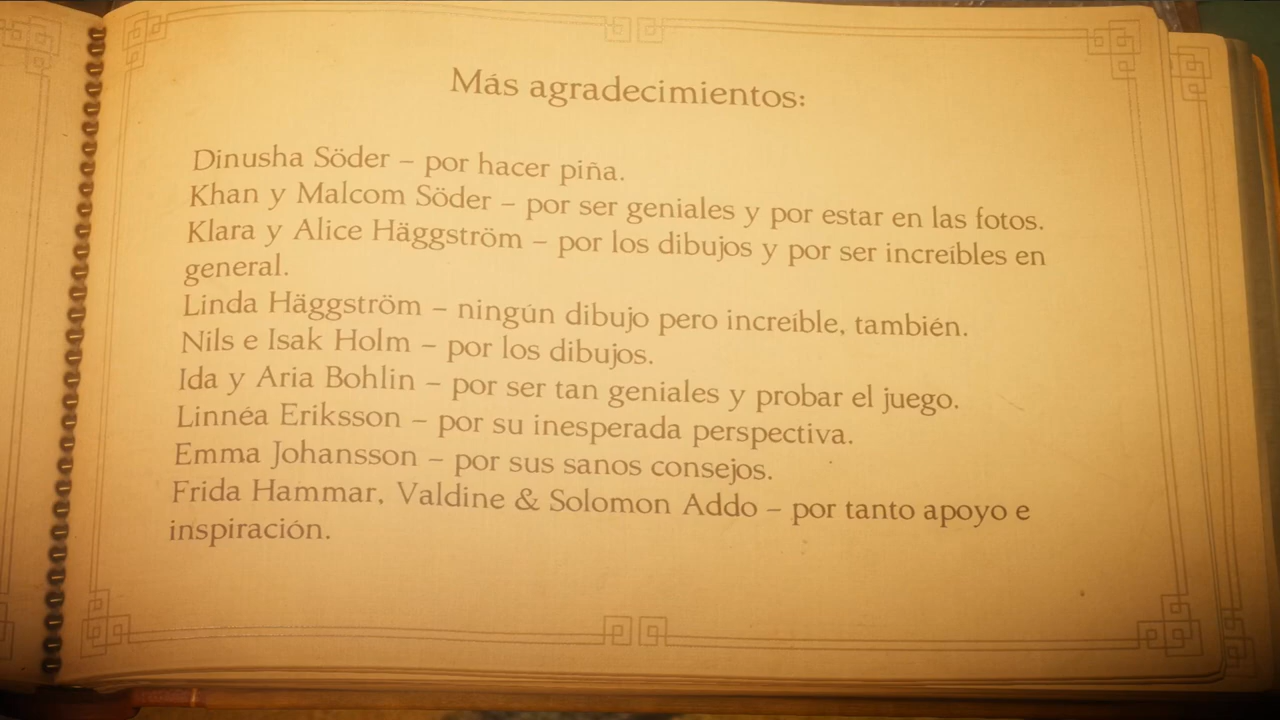 Más agradecimientos:
Dinusha Söder – por hacer piña.
Khan y Malcom Söder – por ser geniales y por estar en las fotos.
Klara y Alice Häggström – por los dibujos y por ser increíbles en
general.
Linda Häggström – ningún dibujo pero increíble, también.
Nils e Isak Holm – por los dibujos.
Ida y Aria Bohlin – por ser tan geniales y probar el juego.
Linnéa Eriksson – por su inesperada perspectiva.
Emma Johansson – por sus sanos consejos.
Frida Hammar, Valdine & Solomon Addo – por tanto apoyo e
inspiración.